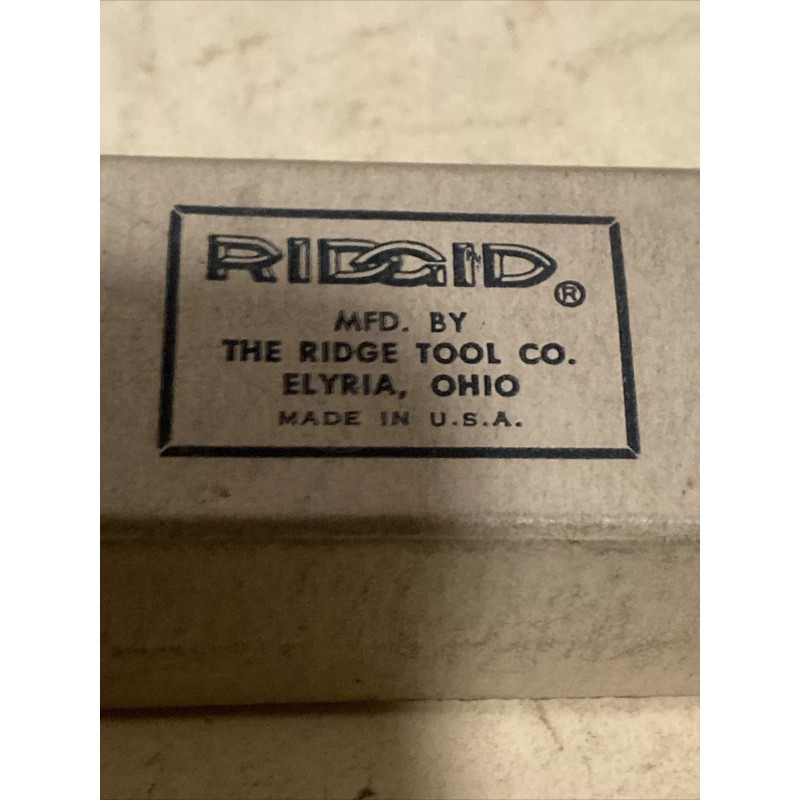 RIDGID®
MFD. BY
THE RIDGE TOOL CO.
ELYRIA, OHIO
MADE IN U.S.A.